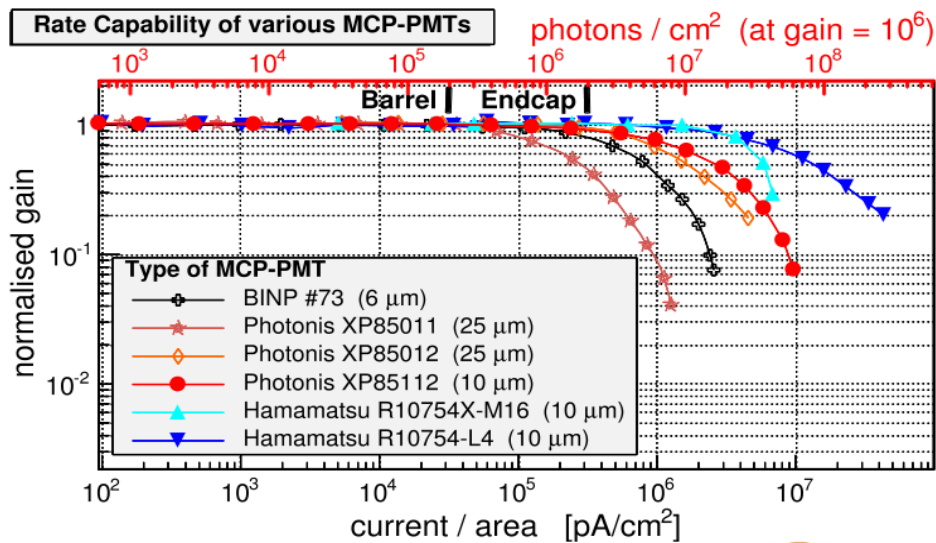 Rate Capability of various MCP-PMTs
photons / cm² (at gain = 10⁶)
10³ 10⁴ 10⁵ 10⁶ 10⁷ 10⁸
Barrel Endcap
normalised gain
1
10⁻¹
10⁻²
Type of MCP-PMT
BINP #73 (6 μm)
Photonis XP85011 (25 μm)
Photonis XP85012 (25 μm)
Photonis XP85112 (10 μm)
Hamamatsu R10754X-M16 (10 μm)
Hamamatsu R10754-L4 (10 μm)
10² 10³ 10⁴ 10⁵ 10⁶ 10⁷
current / area [pA/cm²]